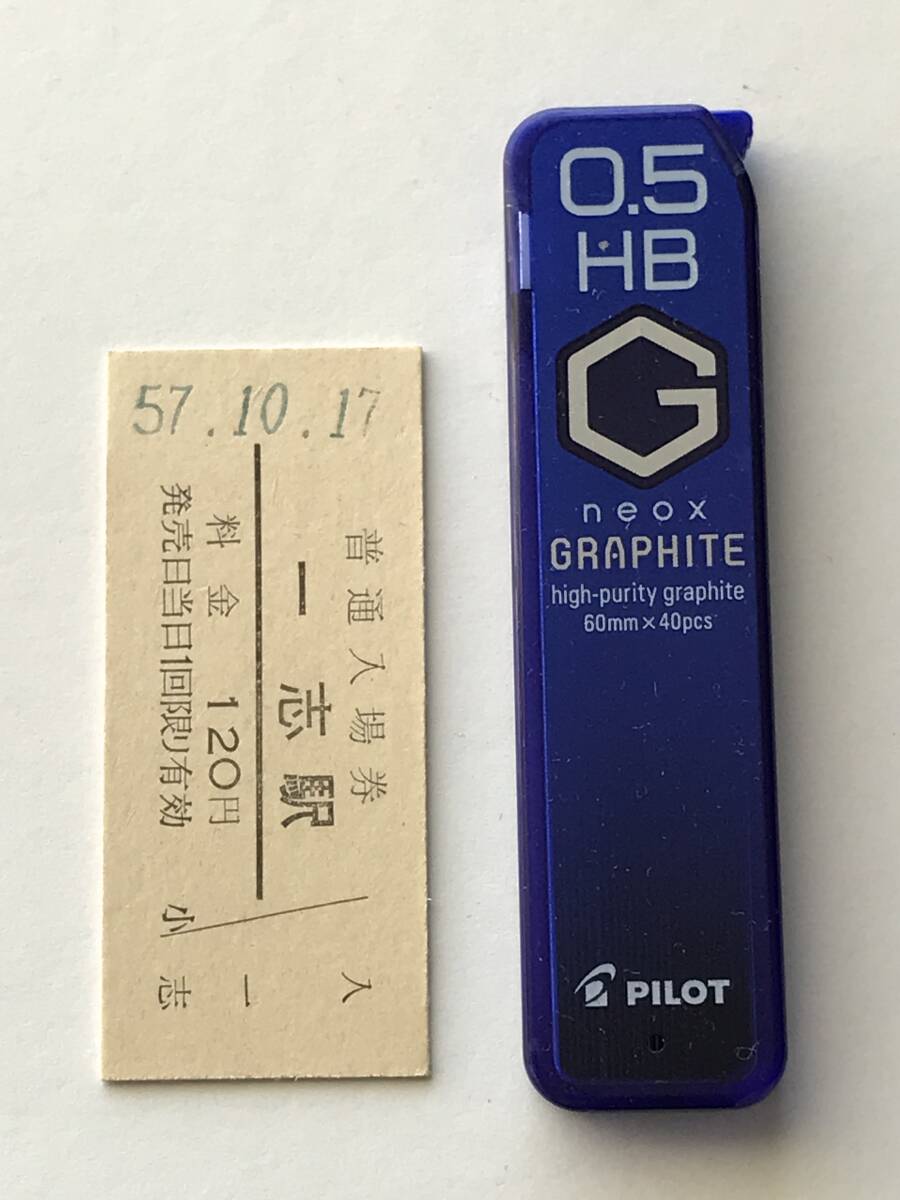 57.10.17
普通入場券
一志駅
料金 120円
発売日当日1回限り有効
小
入
一
志
0.5
HB
G
neox
GRAPHITE
high-purity graphite
60mm×40pcs
PILOT